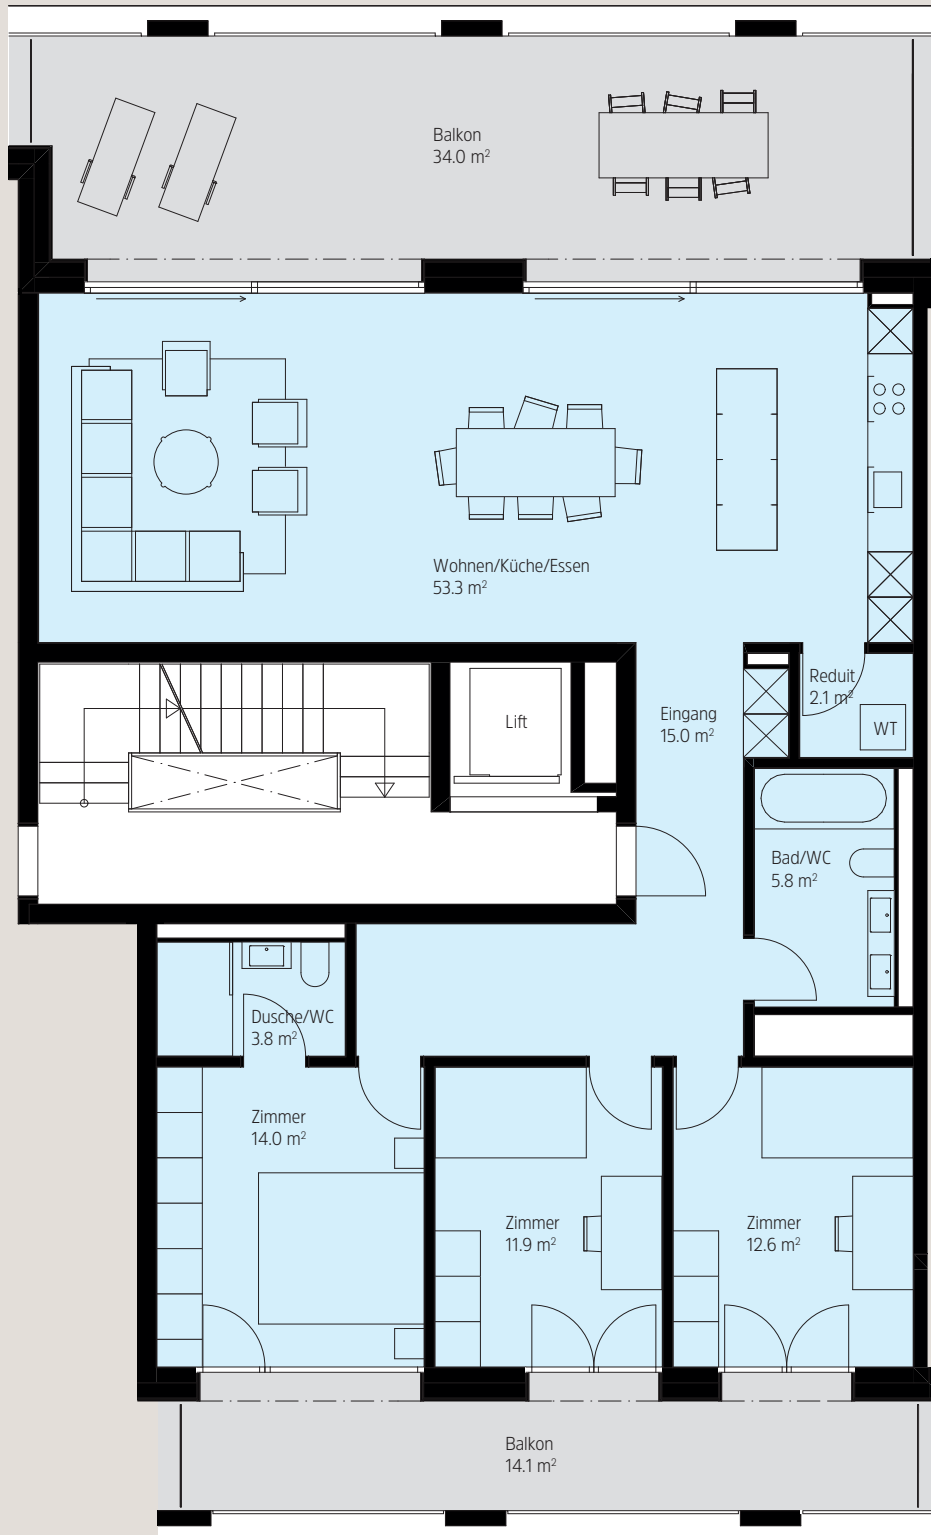 Balkon
34.0 m²
Wohnen/Küche/Essen
53.3 m²
Reduit
2.1 m²
WT
Eingang
15.0 m²
Lift
Bad/WC
5.8 m²
Dusche/WC
3.8 m²
Zimmer
14.0 m²
Zimmer
11.9 m²
Zimmer
12.6 m²
Balkon
14.1 m²